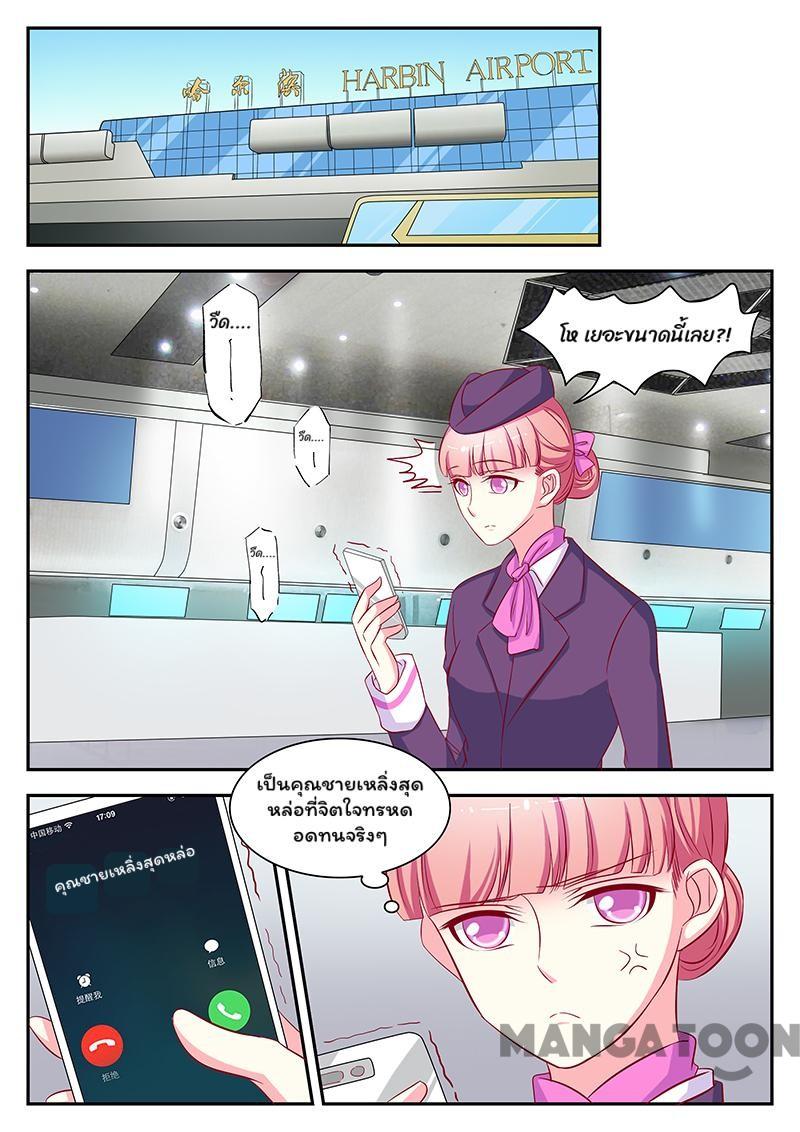 哈尔滨 HARBIN AIRPORT
โห เยอะขนาดนี้เลย?!
วืด....
วืด....
วืด....
เป็นคุณชายเหลิ่งสุด
หล่อที่จิตใจทรหด
อดทนจริงๆ
中国移动 17:09
คุณชายเหลิ่งสุดหล่อ
提醒我
信息
拒绝
MANGATOON